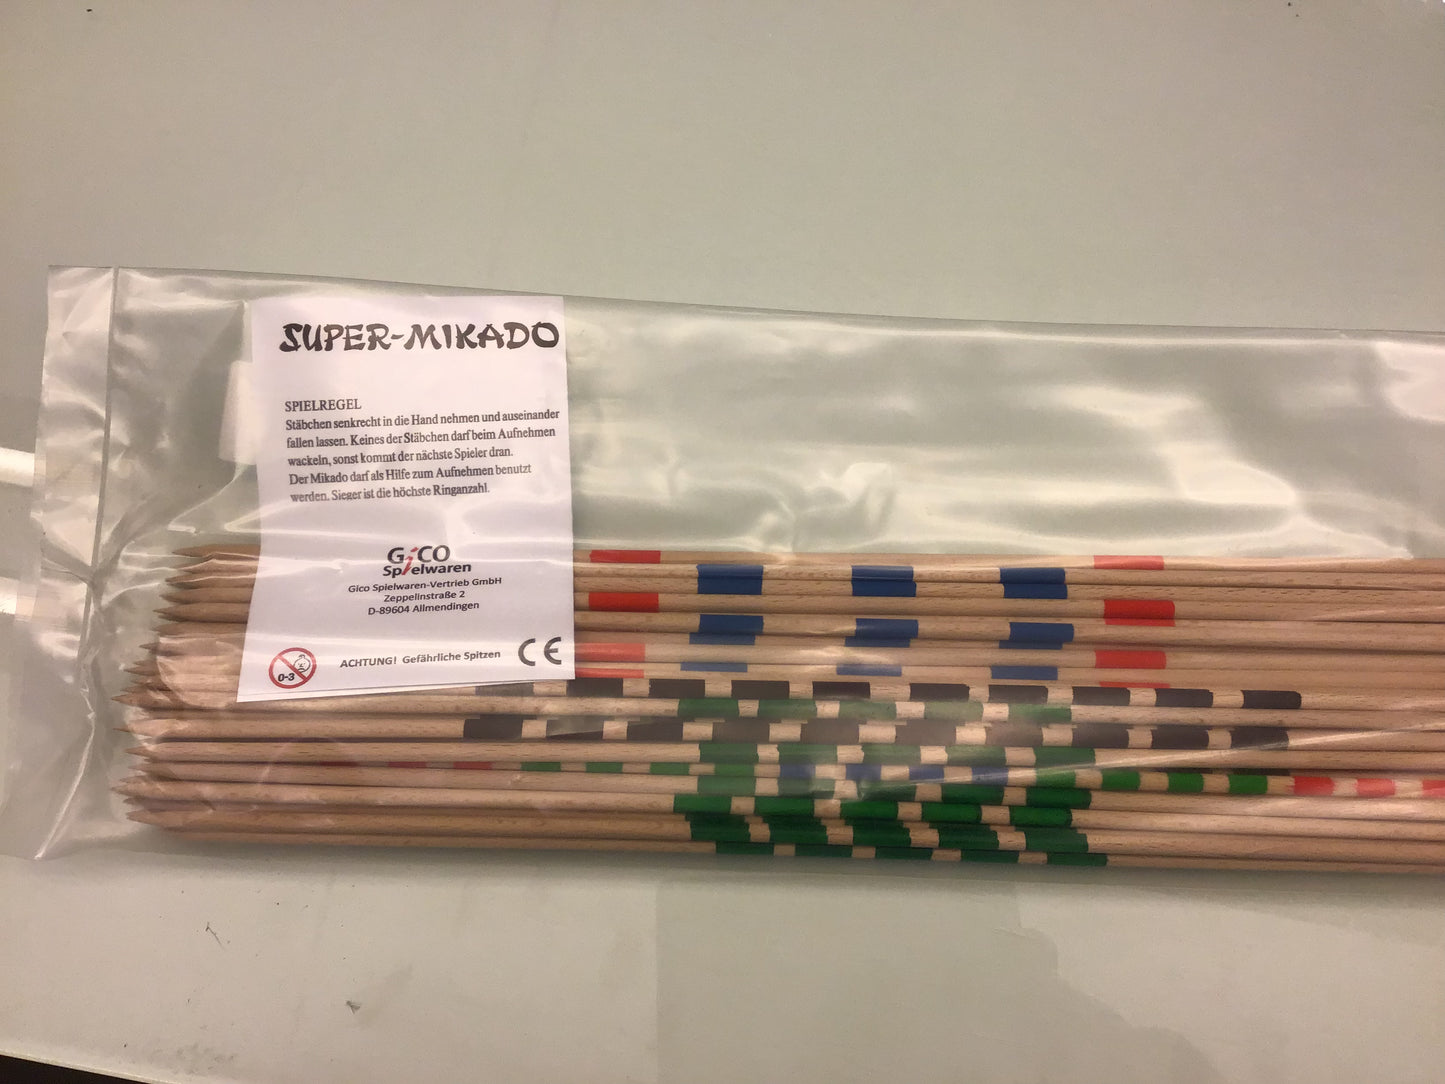 SUPER-MIKADO
SPIELREGEL
Stäbchen senkrecht in die Hand nehmen und auseinander
fallen lassen. Keines der Stäbchen darf beim Aufnehmen
wackeln, sonst kommt der nächste Spieler dran.
Der Mikado darf als Hilfe zum Aufnehmen benutzt
werden. Sieger ist die höchste Ringanzahl.
GiCO
Spielwaren
Gico Spielwaren-Vertrieb GmbH
Zeppelinstraße 2
D-89604 Allmendingen
0-3
ACHTUNG! Gefährliche Spitzen
CE